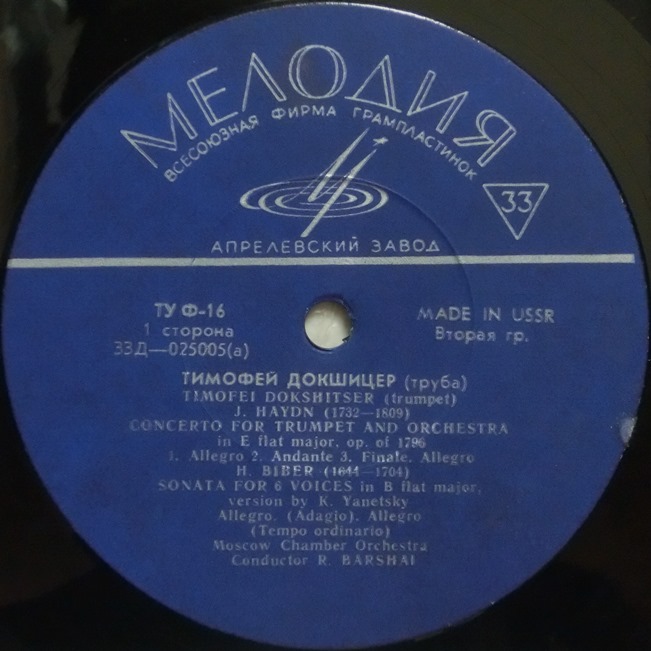 МЕЛОДИЯ
ВСЕСОЮЗНАЯ ФИРМА ГРАМПЛАСТИНОК
33
АПРЕЛЕВСКИЙ ЗАВОД
ТУ Ф-16
1 сторона
33Д—025005(а)
MADE IN USSR
Вторая гр.
ТИМОФЕЙ ДОКШИЦЕР (труба)
TIMOFEI DOKSHITSER (trumpet)
J. HAYDN (1732—1809)
CONCERTO FOR TRUMPET AND ORCHESTRA
in E flat major, op. of 1796
1. Allegro 2. Andante 3. Finale. Allegro
H. BIBER (1644—1704)
SONATA FOR 6 VOICES in B flat major,
version by K. Yanetsky
Allegro. (Adagio). Allegro
(Tempo ordinario)
Moscow Chamber Orchestra
Conductor R. BARSHAI